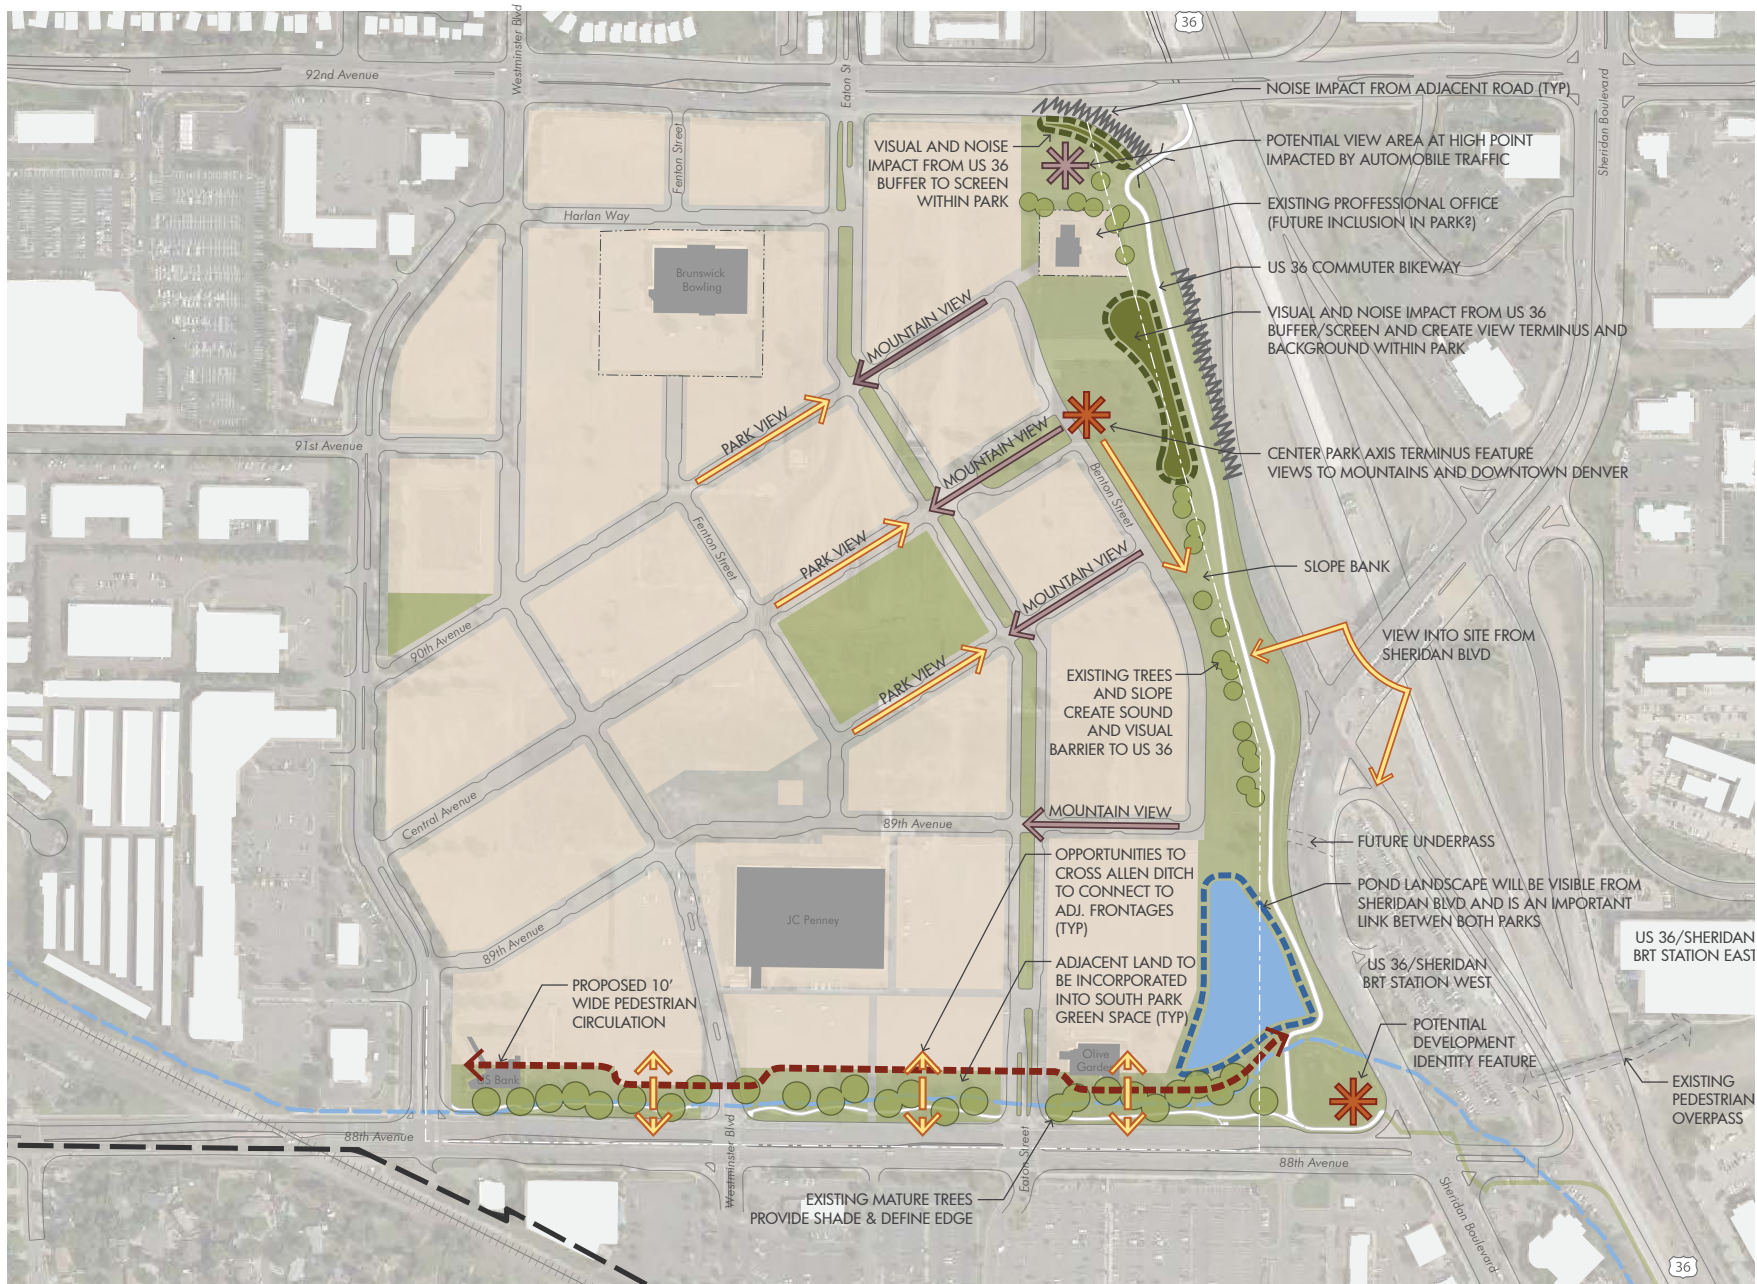 36
Westminster Blvd
92nd Avenue
Eaton St
Sheridan Boulevard
NOISE IMPACT FROM ADJACENT ROAD (TYP)
VISUAL AND NOISE
IMPACT FROM US 36
BUFFER TO SCREEN
WITHIN PARK
POTENTIAL VIEW AREA AT HIGH POINT
IMPACTED BY AUTOMOBILE TRAFFIC
Fenton Street
Harlan Way
EXISTING PROFFESSIONAL OFFICE
(FUTURE INCLUSION IN PARK?)
US 36 COMMUTER BIKEWAY
Brunswick
Bowling
MOUNTAIN VIEW
VISUAL AND NOISE IMPACT FROM US 36
BUFFER/SCREEN AND CREATE VIEW TERMINUS AND
BACKGROUND WITHIN PARK
PARK VIEW
91st Avenue
MOUNTAIN VIEW
CENTER PARK AXIS TERMINUS FEATURE
VIEWS TO MOUNTAINS AND DOWNTOWN DENVER
Benton Street
Fenton Street
PARK VIEW
MOUNTAIN VIEW
SLOPE BANK
90th Avenue
VIEW INTO SITE FROM
SHERIDAN BLVD
PARK VIEW
EXISTING TREES
AND SLOPE
CREATE SOUND
AND VISUAL
BARRIER TO US 36
Central Avenue
89th Avenue
MOUNTAIN VIEW
FUTURE UNDERPASS
OPPORTUNITIES TO
CROSS ALLEN DITCH
TO CONNECT TO
ADJ. FRONTAGES
(TYP)
POND LANDSCAPE WILL BE VISIBLE FROM
SHERIDAN BLVD AND IS AN IMPORTANT
LINK BETWEN BOTH PARKS
JC Penney
89th Avenue
US 36/SHERIDAN
BRT STATION EAST
US 36/SHERIDAN
BRT STATION WEST
ADJACENT LAND TO
BE INCORPORATED
INTO SOUTH PARK
GREEN SPACE (TYP)
PROPOSED 10'
WIDE PEDESTRIAN
CIRCULATION
POTENTIAL
DEVELOPMENT
IDENTITY FEATURE
Olive
Garden
US Bank
EXISTING
PEDESTRIAN
OVERPASS
88th Avenue
Westminster Blvd
Eaton Street
88th Avenue
EXISTING MATURE TREES
PROVIDE SHADE & DEFINE EDGE
Sheridan Boulevard
36